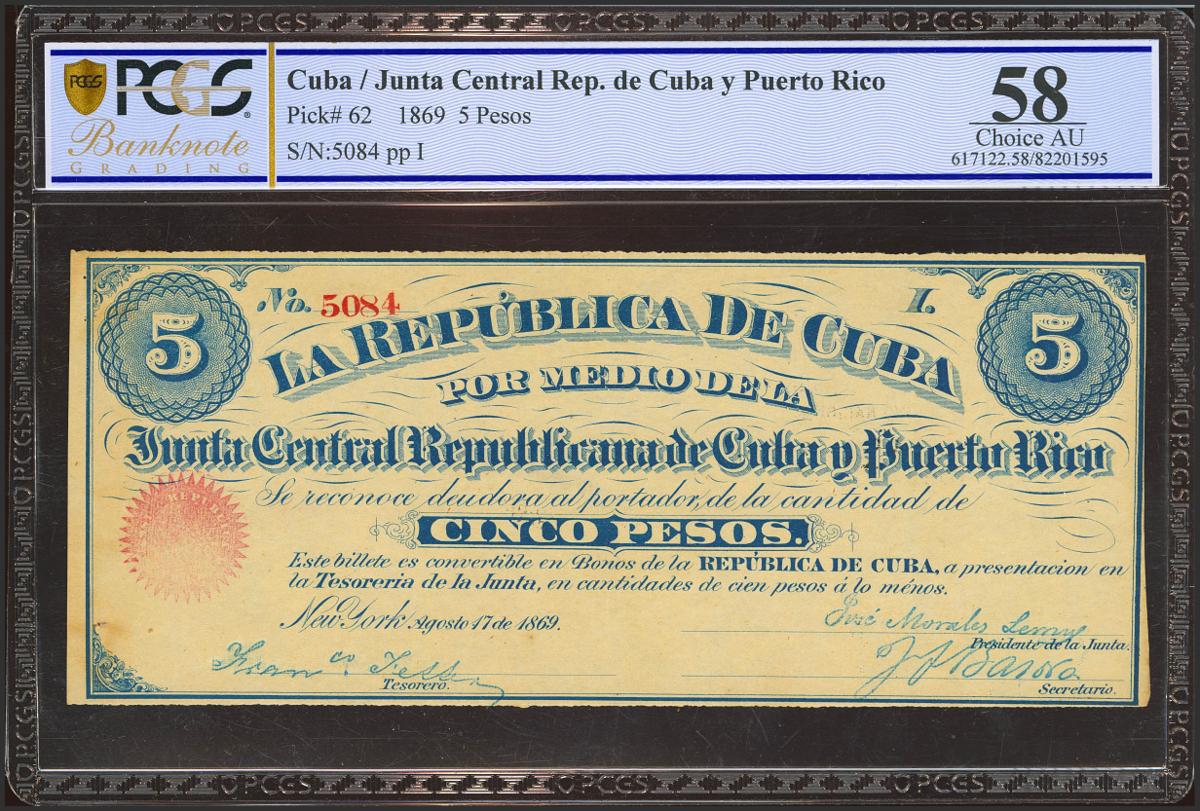 PCGS
PCGS
Banknote
GRADING
Cuba / Junta Central Rep. de Cuba y Puerto Rico
Pick# 62 1869 5 Pesos
S/N:5084 pp I
58
Choice AU
617122.58/82201595
5
No. 5084
I.
5
LA REPÚBLICA DE CUBA
POR MEDIO DE LA
Junta Central Republicana de Cuba y Puerto Rico
Se reconoce deudora al portador, de la cantidad de
CINCO PESOS.
Este billete es convertible en Bonos de la REPÚBLICA DE CUBA, a presentacion en
la Tesoreria de la Junta, en cantidades de cien pesos á lo ménos.
New York Agosto 17 de 1869.
José Morales Lemus
Presidente de la Junta.
Tesorero.
Secretario.